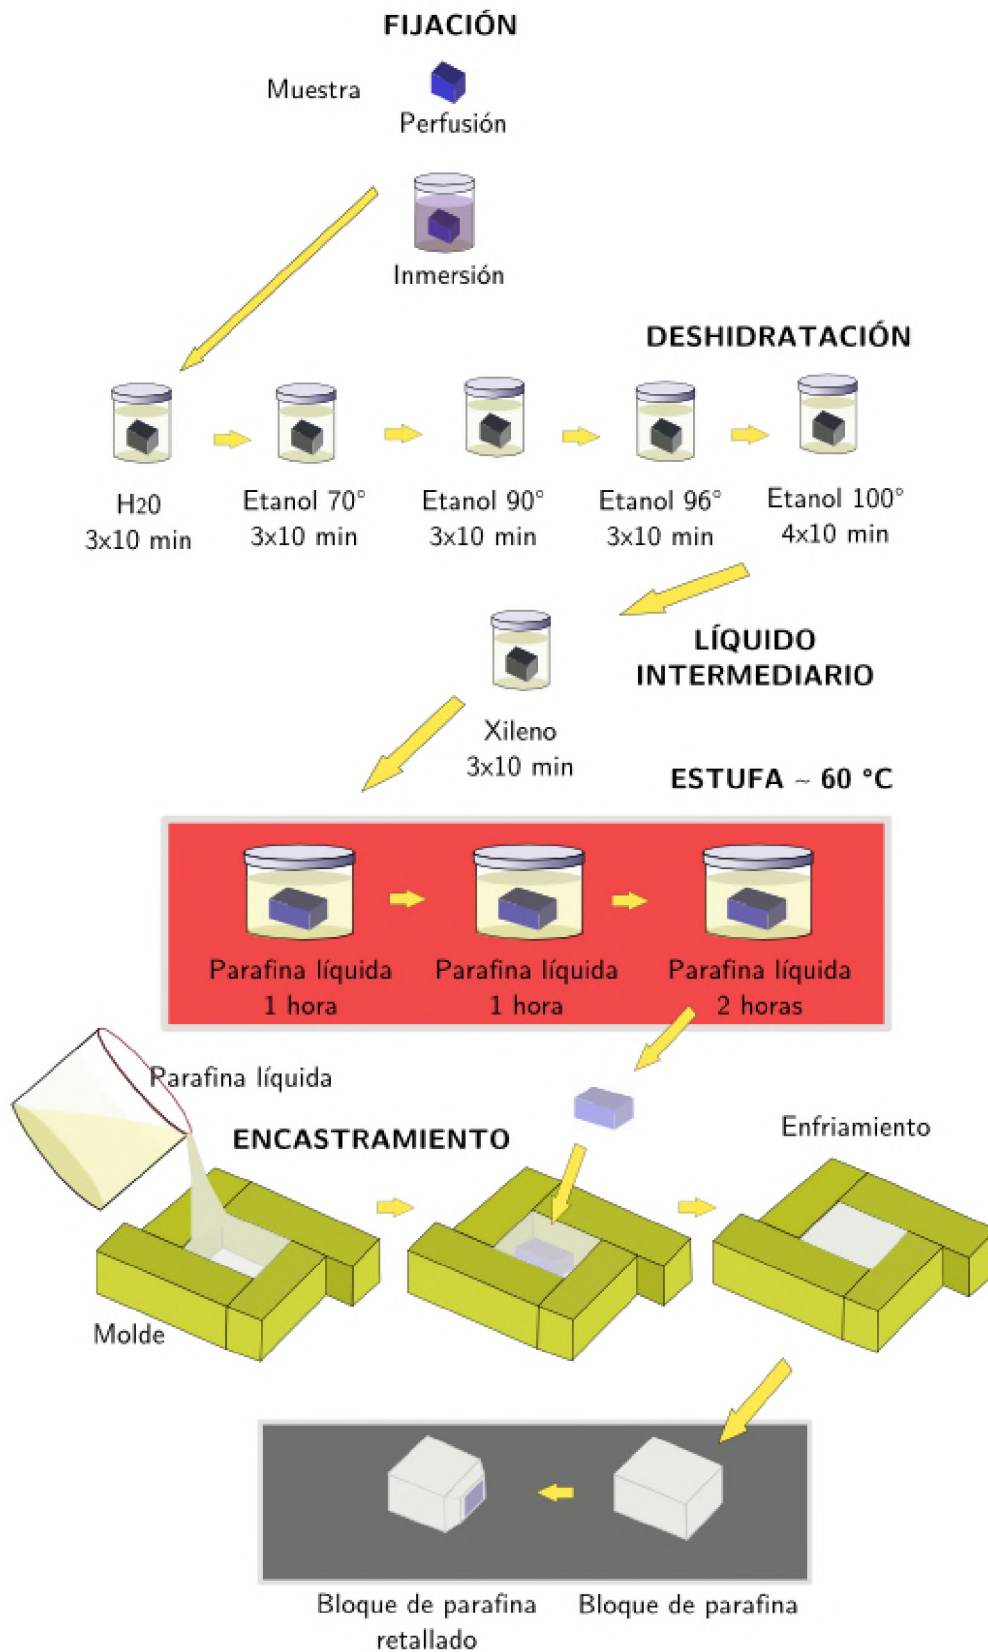 FIJACIÓN
Muestra
Perfusión
Inmersión
DESHIDRATACIÓN
H20
3x10 min
Etanol 70°
3x10 min
Etanol 90°
3x10 min
Etanol 96°
3x10 min
Etanol 100°
4x10 min
LÍQUIDO
INTERMEDIARIO
Xileno
3x10 min
ESTUFA ~ 60 °C
Parafina líquida
1 hora
Parafina líquida
1 hora
Parafina líquida
2 horas
Parafina líquida
ENCASTRAMIENTO
Enfriamiento
Molde
Bloque de parafina
retallado
Bloque de parafina